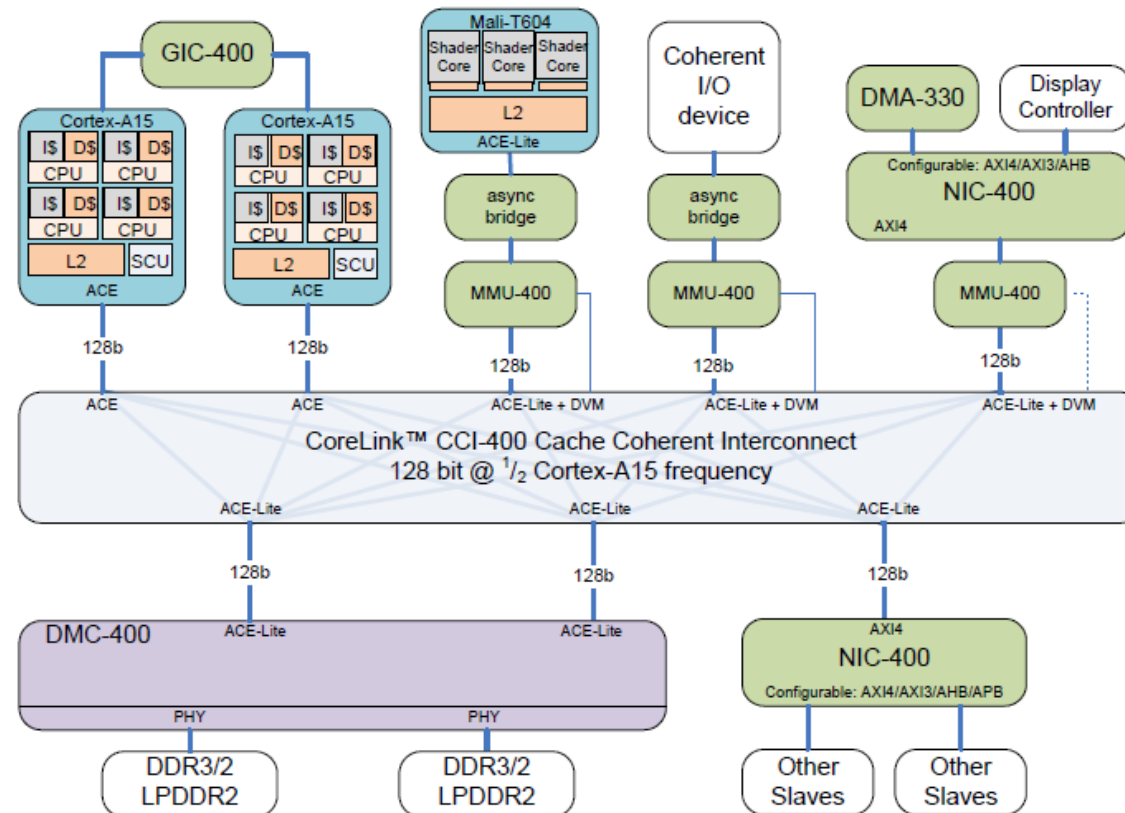 GIC-400
Cortex-A15
I$ D$ I$ D$
CPU CPU
I$ D$ I$ D$
CPU CPU
L2 SCU
ACE
128b
Cortex-A15
I$ D$ I$ D$
CPU CPU
I$ D$ I$ D$
CPU CPU
L2 SCU
ACE
128b
Mali-T604
Shader Core
Shader Core
Shader Core
L2
ACE-Lite
async
bridge
MMU-400
128b
Coherent
I/O
device
async
bridge
MMU-400
128b
DMA-330
Display
Controller
Configurable: AXI4/AXI3/AHB
NIC-400
AXI4
MMU-400
128b
ACE ACE ACE-Lite + DVM ACE-Lite + DVM ACE-Lite + DVM
CoreLink™ CCI-400 Cache Coherent Interconnect
128 bit @ 1/2 Cortex-A15 frequency
ACE-Lite ACE-Lite ACE-Lite
128b 128b 128b
DMC-400
ACE-Lite ACE-Lite
PHY PHY
DDR3/2
LPDDR2
DDR3/2
LPDDR2
AXI4
NIC-400
Configurable: AXI4/AXI3/AHB/APB
Other
Slaves
Other
Slaves